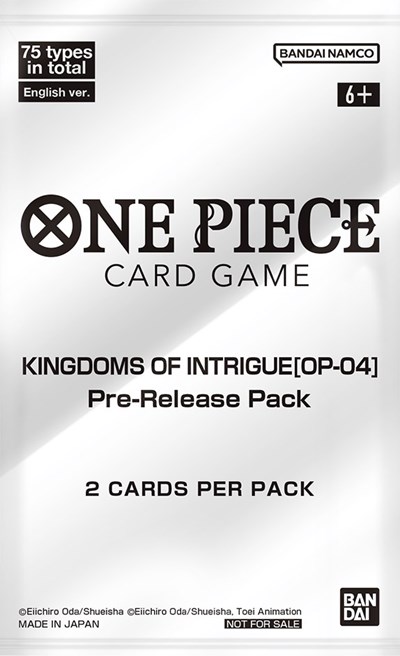 75 types
in total
English ver.
BANDAI NAMCO
6+
ONE PIECE
CARD GAME
KINGDOMS OF INTRIGUE[OP-04]
Pre-Release Pack
2 CARDS PER PACK
©Eiichiro Oda/Shueisha ©Eiichiro Oda/Shueisha, Toei Animation
MADE IN JAPAN
NOT FOR SALE
BAN
DAI